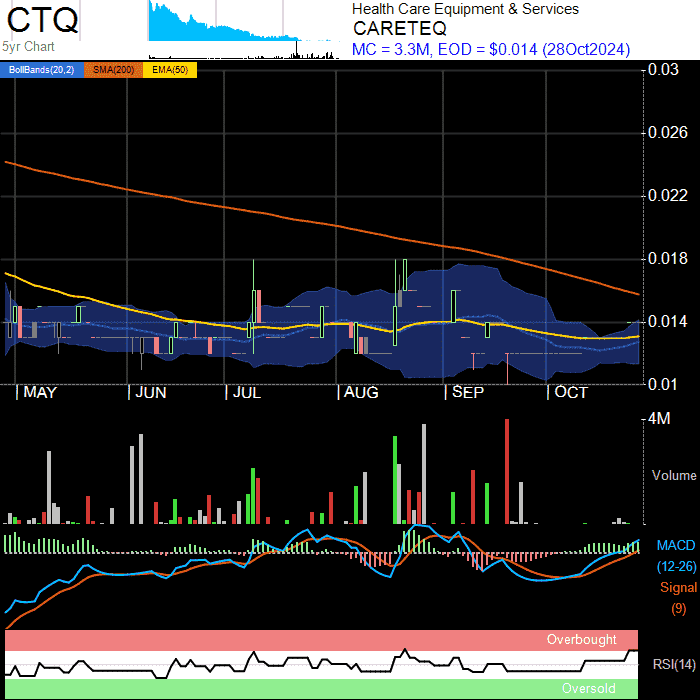 CTQ
5yr Chart
Health Care Equipment & Services
CARETEQ
MC = 3.3M, EOD = $0.014 (28Oct2024)
BollBands(20,2) SMA(200) EMA(50)
0.03
0.026
0.022
0.018
0.014
0.01
MAY JUN JUL AUG SEP OCT
4M
Volume
MACD
(12-26)
Signal
(9)
Overbought
RSI(14)
Oversold